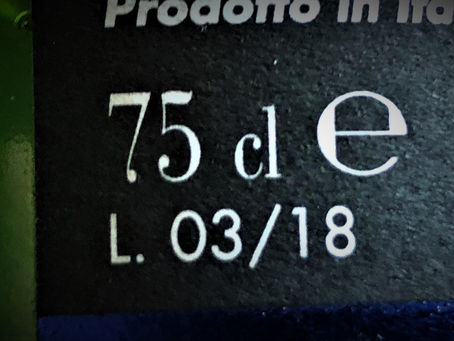 Prodotto in Ita
75 cl ℮
L. 03/18